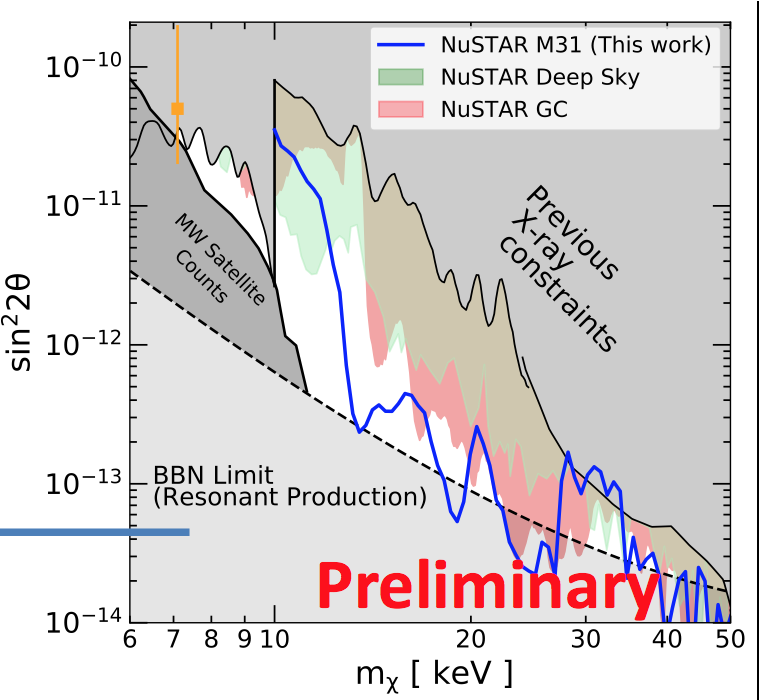 10⁻¹⁰
10⁻¹¹
10⁻¹²
10⁻¹³
10⁻¹⁴
sin²2θ
NuSTAR M31 (This work)
NuSTAR Deep Sky
NuSTAR GC
Previous
X-ray
constraints
MW Satellite
Counts
BBN Limit
(Resonant Production)
Preliminary
6 7 8 9 10 20 30 40 50
mχ [ keV ]